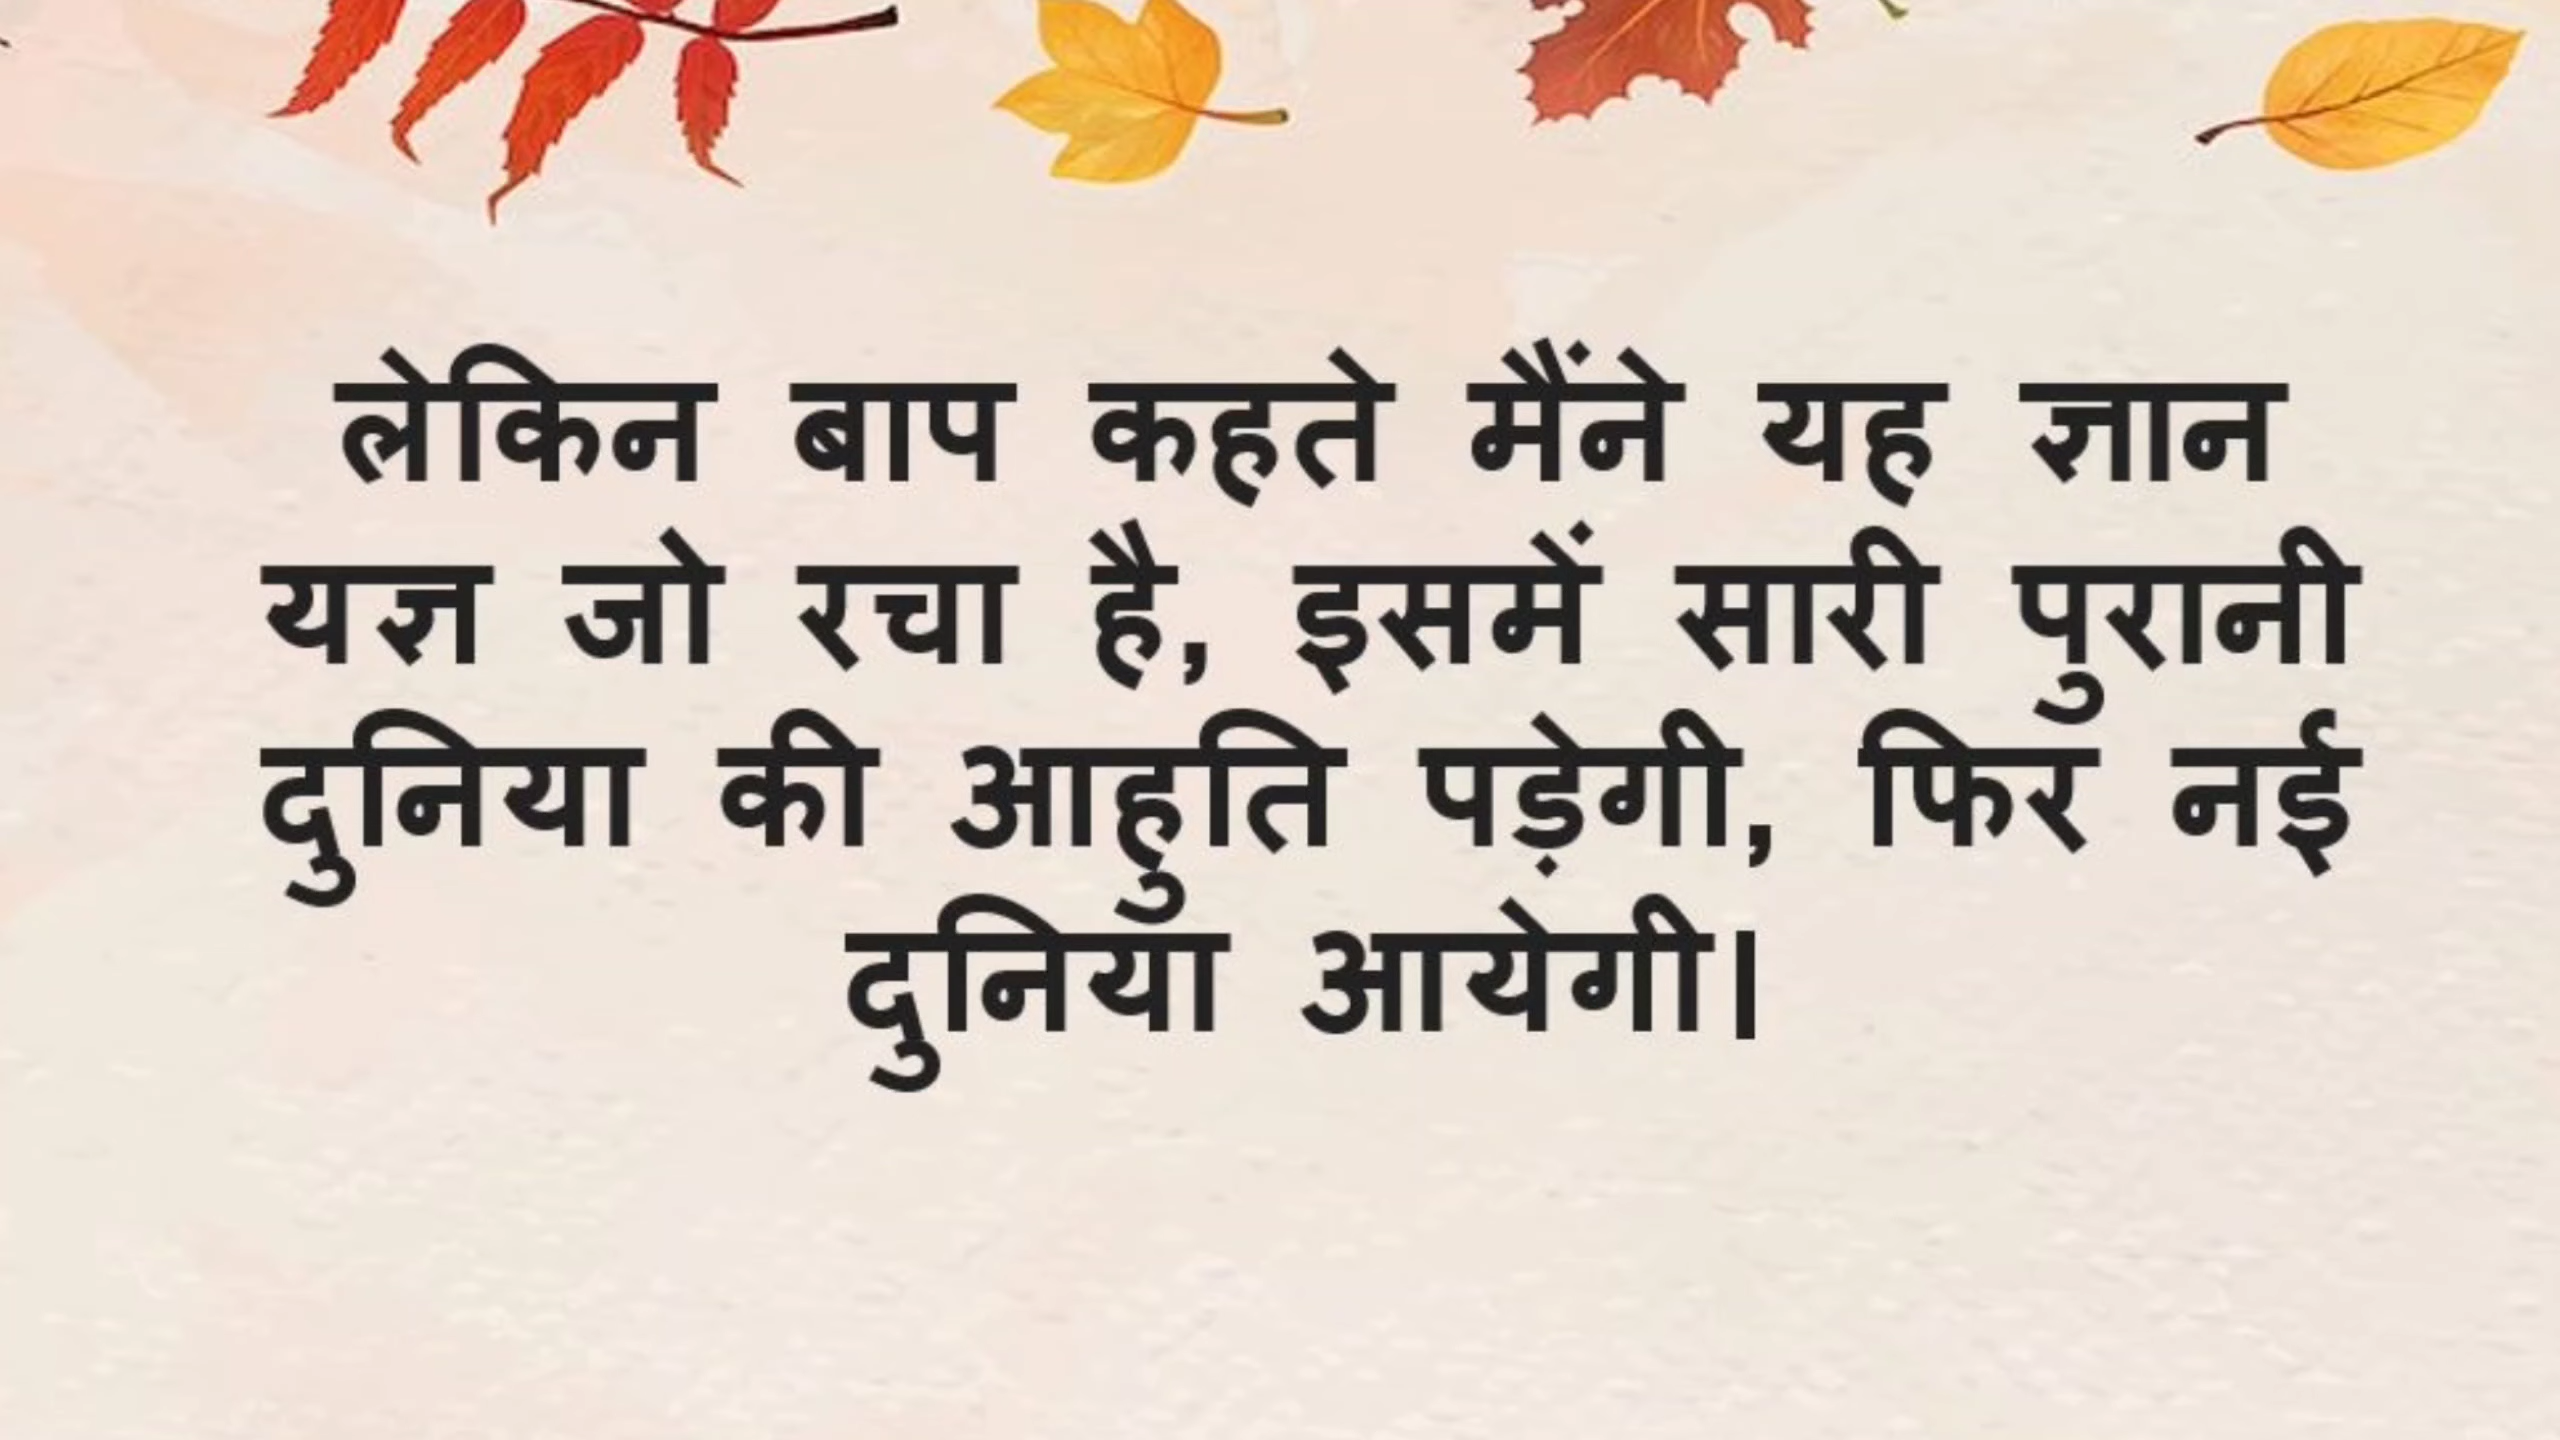 लेकिन बाप कहते मैंने यह ज्ञान
यज्ञ जो रचा है, इसमें सारी पुरानी
दुनिया की आहुति पड़ेगी, फिर नई
दुनिया आयेगी।